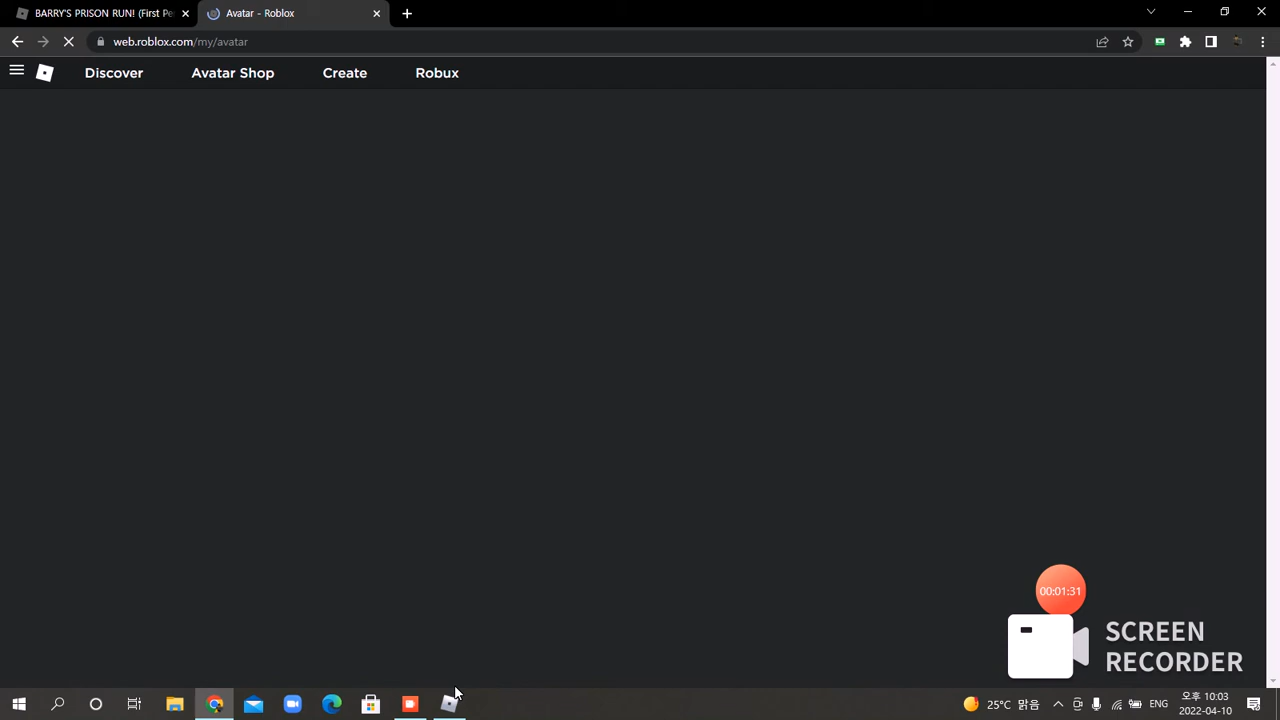 BARRY'S PRISON RUN! (First Pe
Avatar - Roblox
web.roblox.com/my/avatar
Discover
Avatar Shop
Create
Robux
00:01:31
SCREEN
RECORDER
25°C 맑음
ENG
오후 10:03
2022-04-10